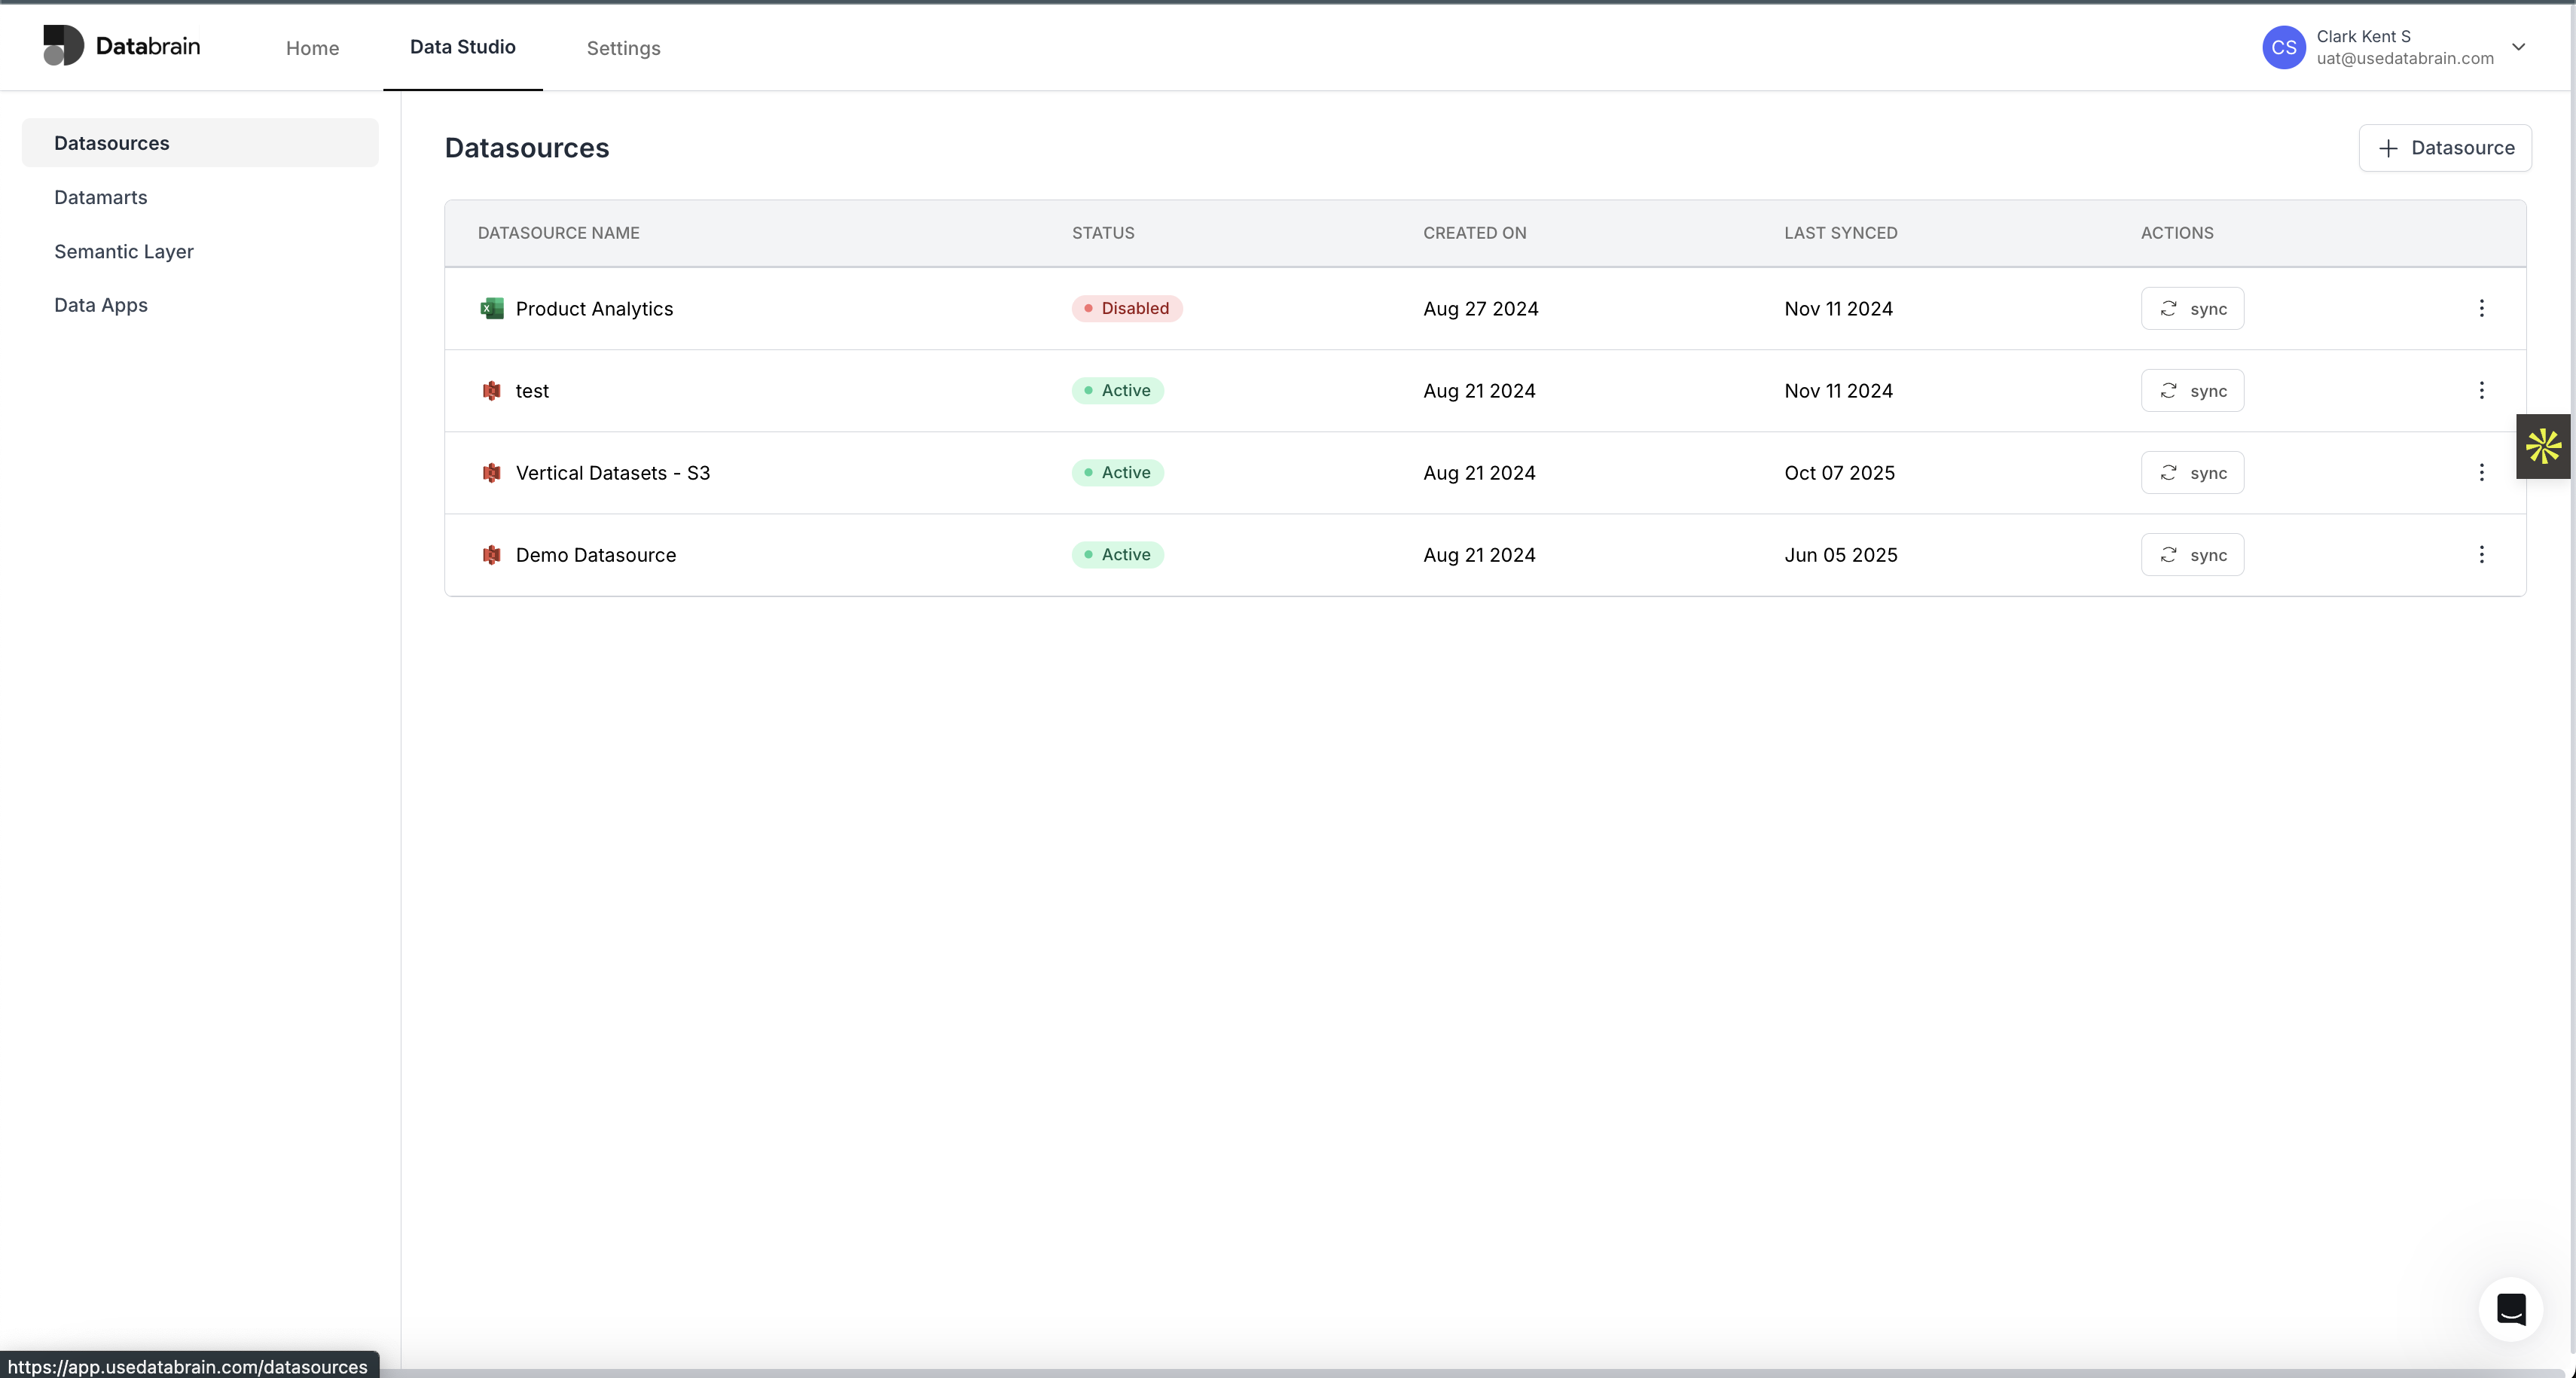 Databrain
Home
Data Studio
Settings
CS
Clark Kent S
uat@usedatabrain.com
Datasources
Datamarts
Semantic Layer
Data Apps
Datasources
Datasource
DATASOURCE NAME STATUS CREATED ON LAST SYNCED ACTIONS
Product Analytics Disabled Aug 27 2024 Nov 11 2024 sync
test Active Aug 21 2024 Nov 11 2024 sync
Vertical Datasets - S3 Active Aug 21 2024 Oct 07 2025 sync
Demo Datasource Active Aug 21 2024 Jun 05 2025 sync
https://app.usedatabrain.com/datasources